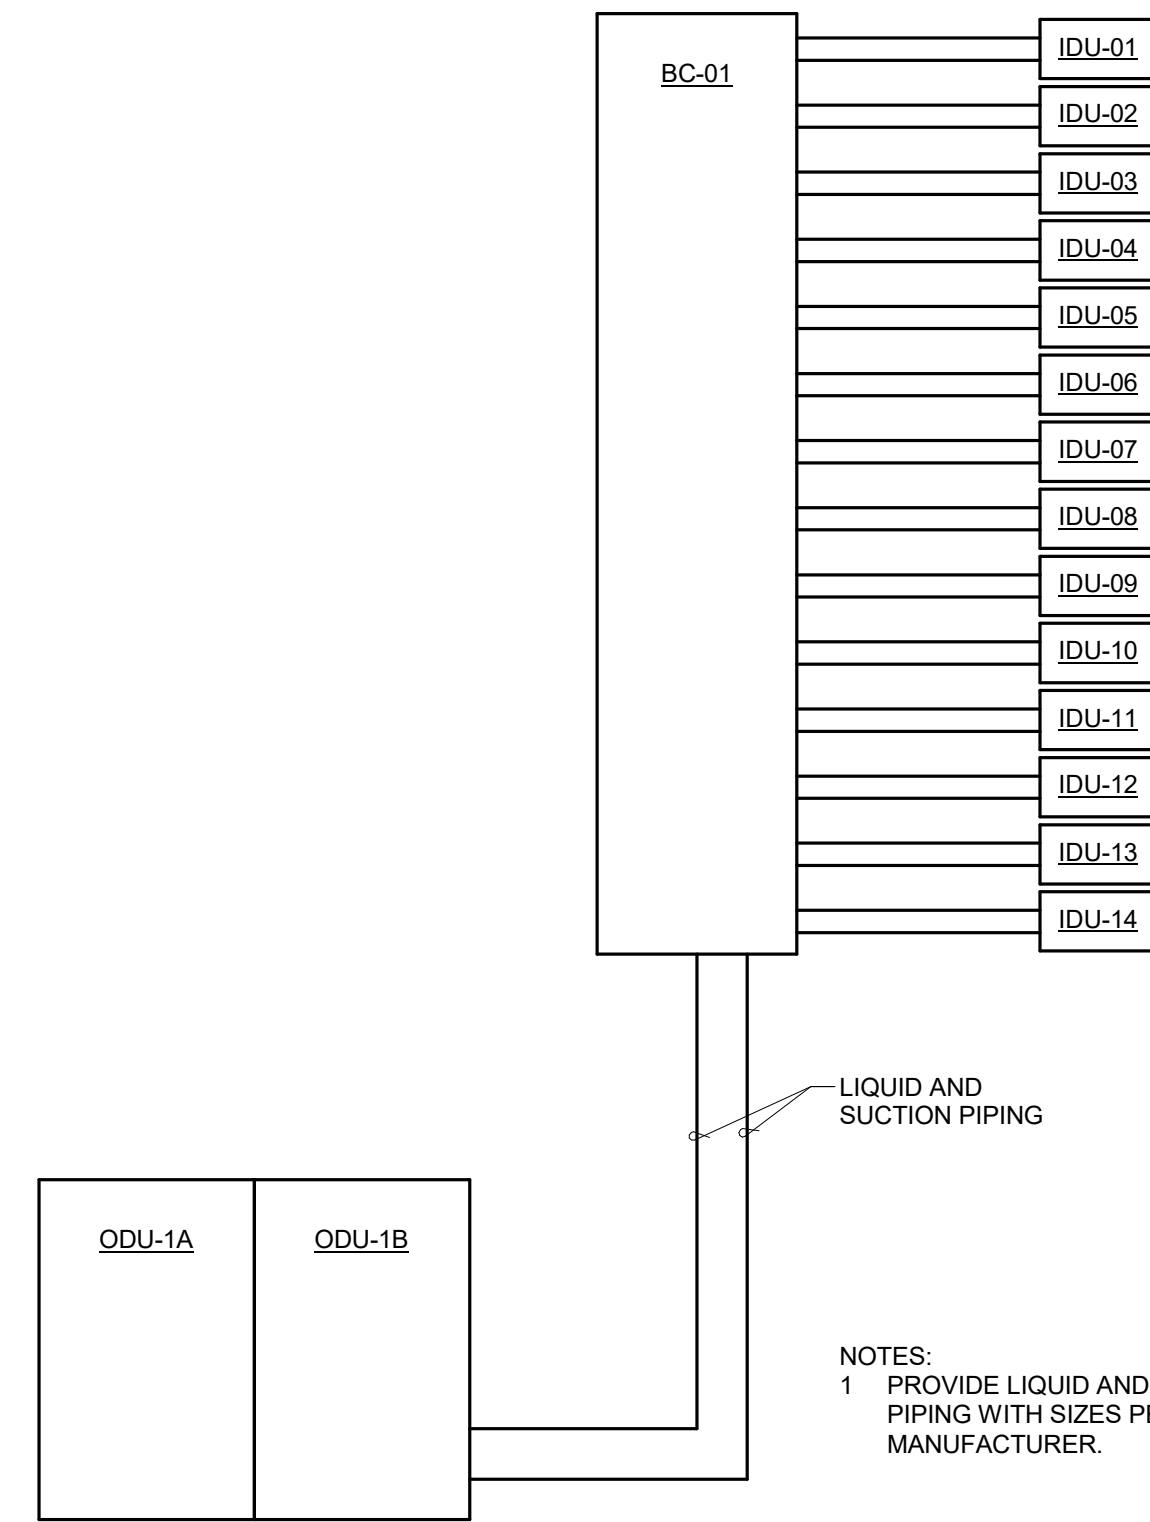 BC-01
IDU-01
IDU-02
IDU-03
IDU-04
IDU-05
IDU-06
IDU-07
IDU-08
IDU-09
IDU-10
IDU-11
IDU-12
IDU-13
IDU-14
LIQUID AND
SUCTION PIPING
ODU-1A
ODU-1B
NOTES:
1 PROVIDE LIQUID AND
PIPING WITH SIZES
MANUFACTURER.